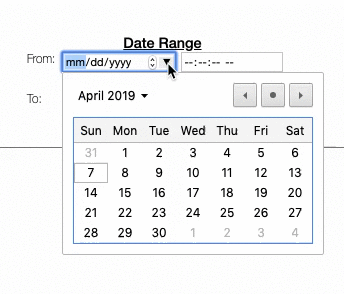 Date Range
From: mm/dd/yyyy --:--:-- --
To:
April 2019
Sun Mon Tue Wed Thu Fri Sat
31 1 2 3 4 5 6
7 8 9 10 11 12 13
14 15 16 17 18 19 20
21 22 23 24 25 26 27
28 29 30 1 2 3 4